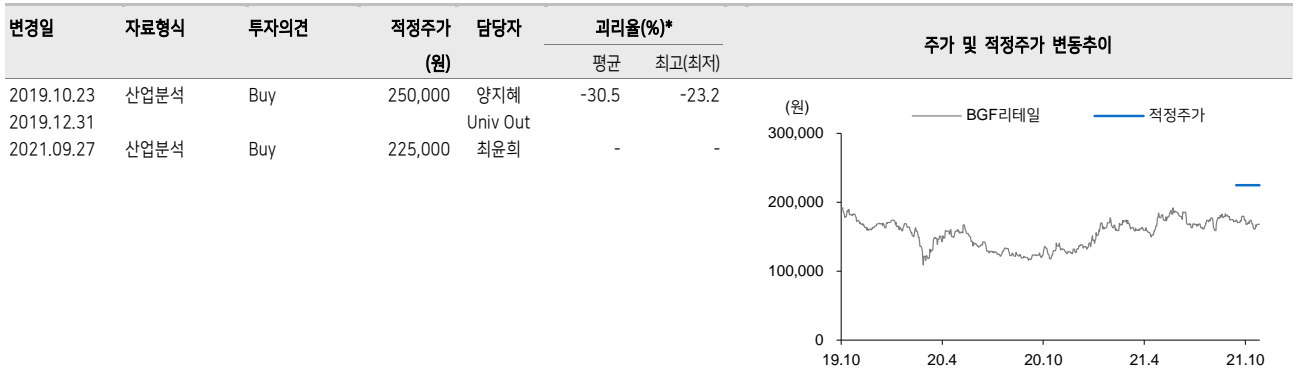 변경일 자료형식 투자의견 적정주가 담당자 괴리율(%)* 주가 및 적정주가 변동추이
(원) 평균 최고(최저)
2019.10.23 산업분석 Buy 250,000 양지혜 -30.5 -23.2
2019.12.31 Univ Out
2021.09.27 산업분석 Buy 225,000 최윤희 - -
(원)
BGF리테일 적정주가
300,000
200,000
100,000
0
19.10 20.4 20.10 21.4 21.10